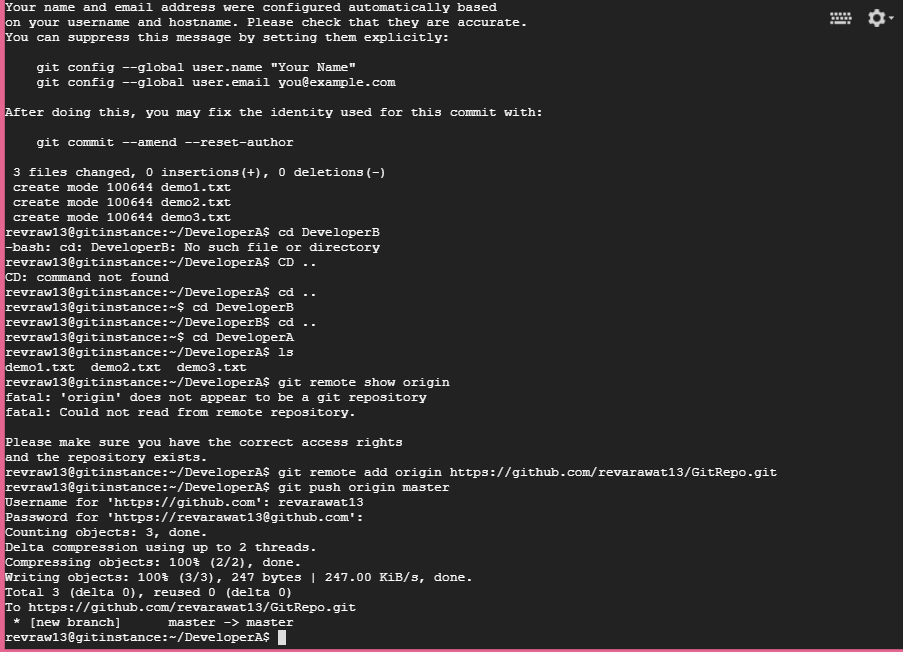 Your name and email address were configured automatically based
on your username and hostname. Please check that they are accurate.
You can suppress this message by setting them explicitly:
git config --global user.name "Your Name"
git config --global user.email you@example.com
After doing this, you may fix the identity used for this commit with:
git commit --amend --reset-author
3 files changed, 0 insertions(+), 0 deletions(-)
create mode 100644 demo1.txt
create mode 100644 demo2.txt
create mode 100644 demo3.txt
revraw13@gitinstance:~/DeveloperA$ cd DeveloperB
-bash: cd: DeveloperB: No such file or directory
revraw13@gitinstance:~/DeveloperA$ CD ..
CD: command not found
revraw13@gitinstance:~/DeveloperA$ cd ..
revraw13@gitinstance:~$ cd DeveloperB
revraw13@gitinstance:~/DeveloperB$ cd ..
revraw13@gitinstance:~$ cd DeveloperA
revraw13@gitinstance:~/DeveloperA$ ls
demo1.txt  demo2.txt  demo3.txt
revraw13@gitinstance:~/DeveloperA$ git remote show origin
fatal: 'origin' does not appear to be a git repository
fatal: Could not read from remote repository.
Please make sure you have the correct access rights
and the repository exists.
revraw13@gitinstance:~/DeveloperA$ git remote add origin https://github.com/revarawat13/GitRepo.git
revraw13@gitinstance:~/DeveloperA$ git push origin master
Username for 'https://github.com': revarawat13
Password for 'https://revarawat13@github.com':
Counting objects: 3, done.
Delta compression using up to 2 threads.
Compressing objects: 100% (2/2), done.
Writing objects: 100% (3/3), 247 bytes | 247.00 KiB/s, done.
Total 3 (delta 0), reused 0 (delta 0)
To https://github.com/revarawat13/GitRepo.git
* [new branch]      master -> master
revraw13@gitinstance:~/DeveloperA$